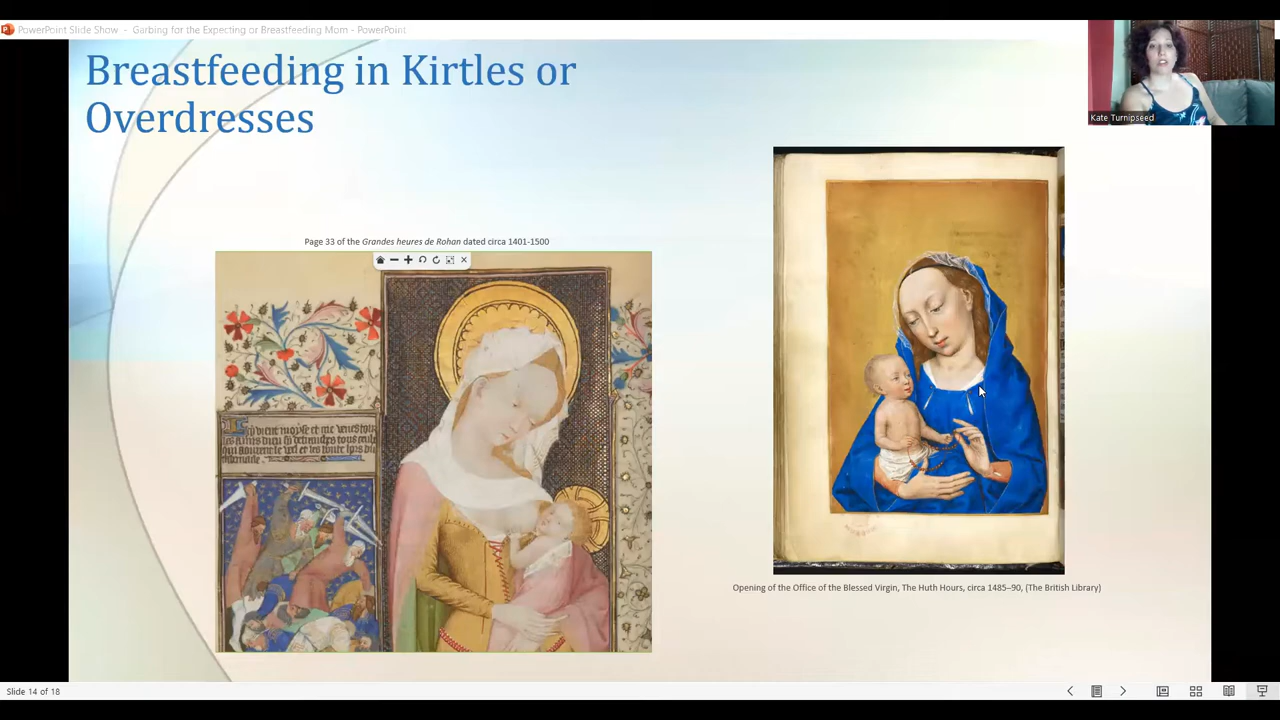 PowerPoint Slide Show - Garbing for the Expecting or Breastfeeding Mom - PowerPoint
Breastfeeding in Kirtles or
Overdresses
Kate Turnipseed
Page 33 of the Grandes heures de Rohan dated circa 1401-1500
Opening of the Office of the Blessed Virgin, The Huth Hours, circa 1485–90, (The British Library)
Slide 14 of 18